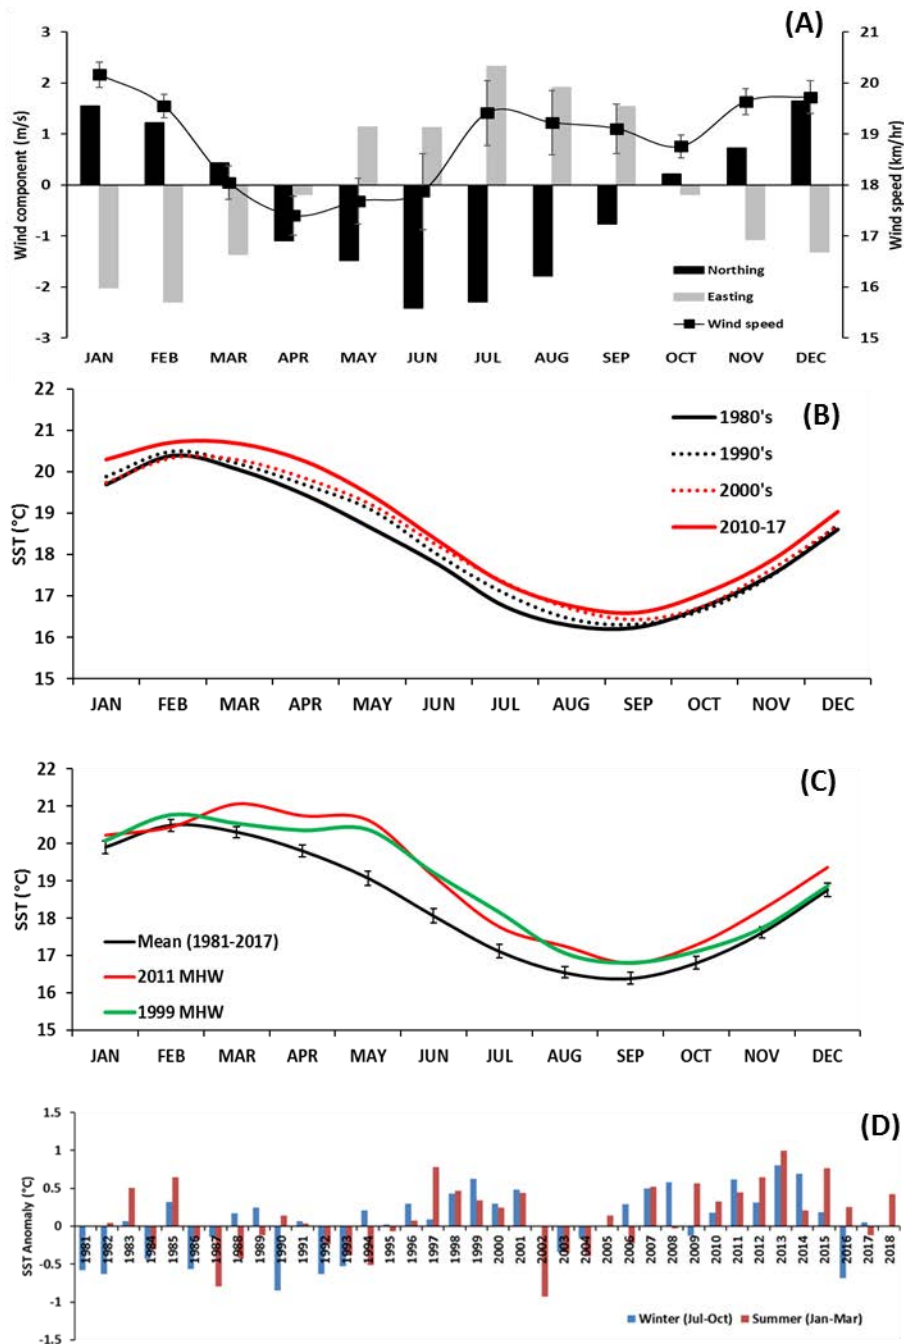 (A)
3
2
1
0
-1
-2
-3
Wind component (m/s)
21
20
19
18
17
16
15
Wind speed (km/hr)
Northing
Easting
Wind speed
JAN FEB MAR APR MAY JUN JUL AUG SEP OCT NOV DEC
(B)
22
21
20
19
18
17
16
15
SST (°C)
1980's
1990's
2000's
2010-17
JAN FEB MAR APR MAY JUN JUL AUG SEP OCT NOV DEC
(C)
22
21
20
19
18
17
16
15
SST (°C)
Mean (1981-2017)
2011 MHW
1999 MHW
JAN FEB MAR APR MAY JUN JUL AUG SEP OCT NOV DEC
(D)
1.5
1
0.5
0
-0.5
-1
-1.5
SST Anomaly (°C)
1981 1982 1983 1984 1985 1986 1987 1988 1989 1990 1991 1992 1993 1994 1995 1996 1997 1998 1999 2000 2001 2002 2003 2004 2005 2006 2007 2008 2009 2010 2011 2012 2013 2014 2015 2016 2017 2018
Winter (Jul-Oct) Summer (Jan-Mar)